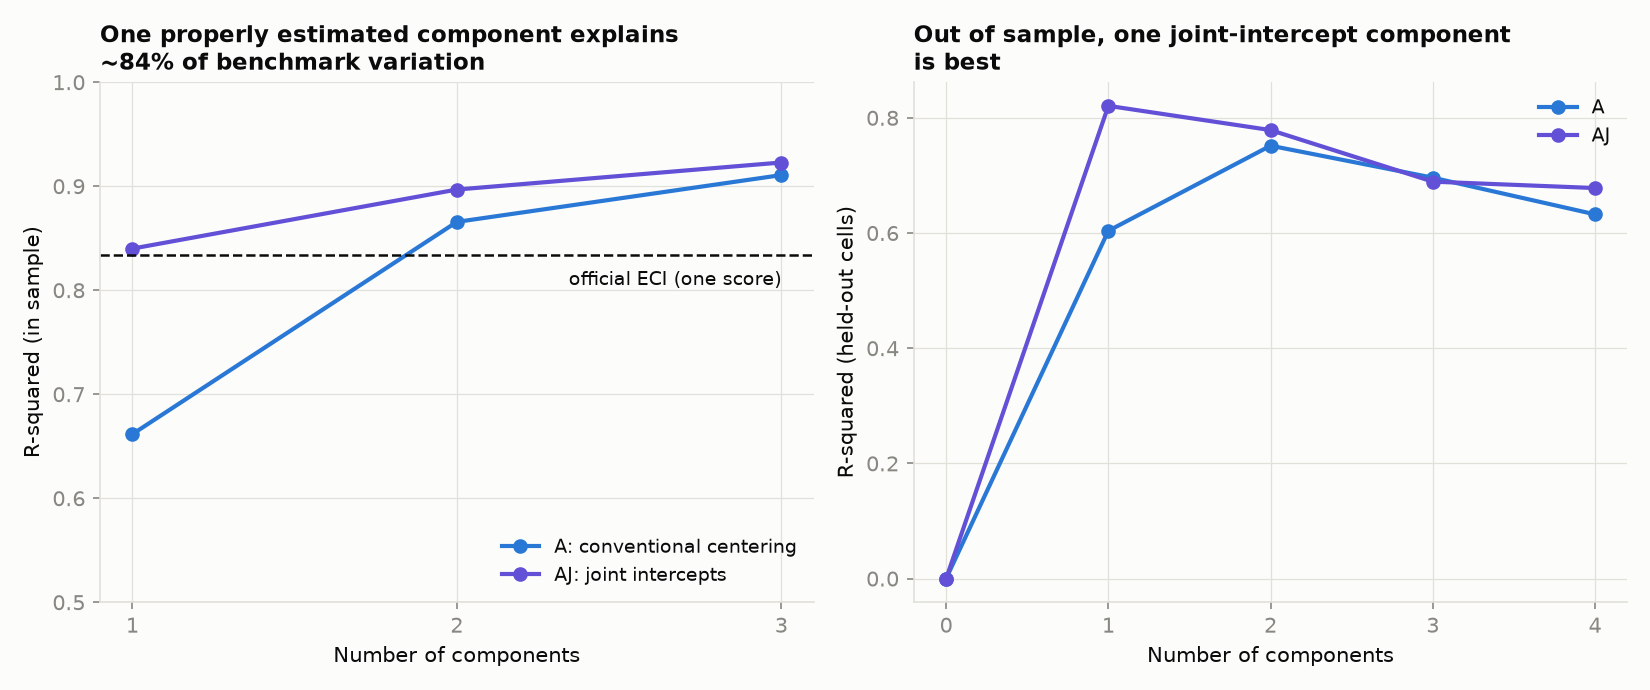 One properly estimated component explains
~84% of benchmark variation
1.0
0.9
0.8
0.7
0.6
0.5
R-squared (in sample)
official ECI (one score)
A: conventional centering
AJ: joint intercepts
1
2
3
Number of components
Out of sample, one joint-intercept component
is best
A
AJ
0.8
0.6
0.4
0.2
0.0
R-squared (held-out cells)
0
1
2
3
4
Number of components